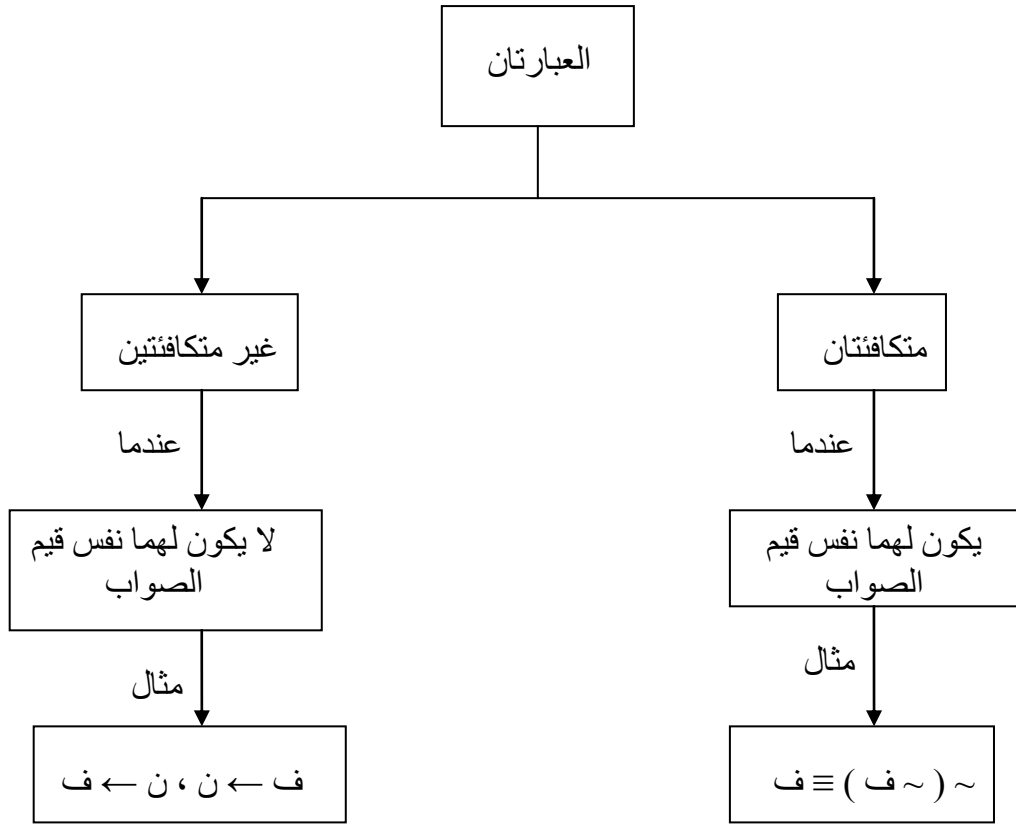 العبارتان
متكافئتان
غير متكافئتين
عندما
عندما
يكون لهما نفس قيم
الصواب
لا يكون لهما نفس قيم
الصواب
مثال
مثال
~ ( ~ ف ) ≡ ف
ف ← ن ، ن ← ف